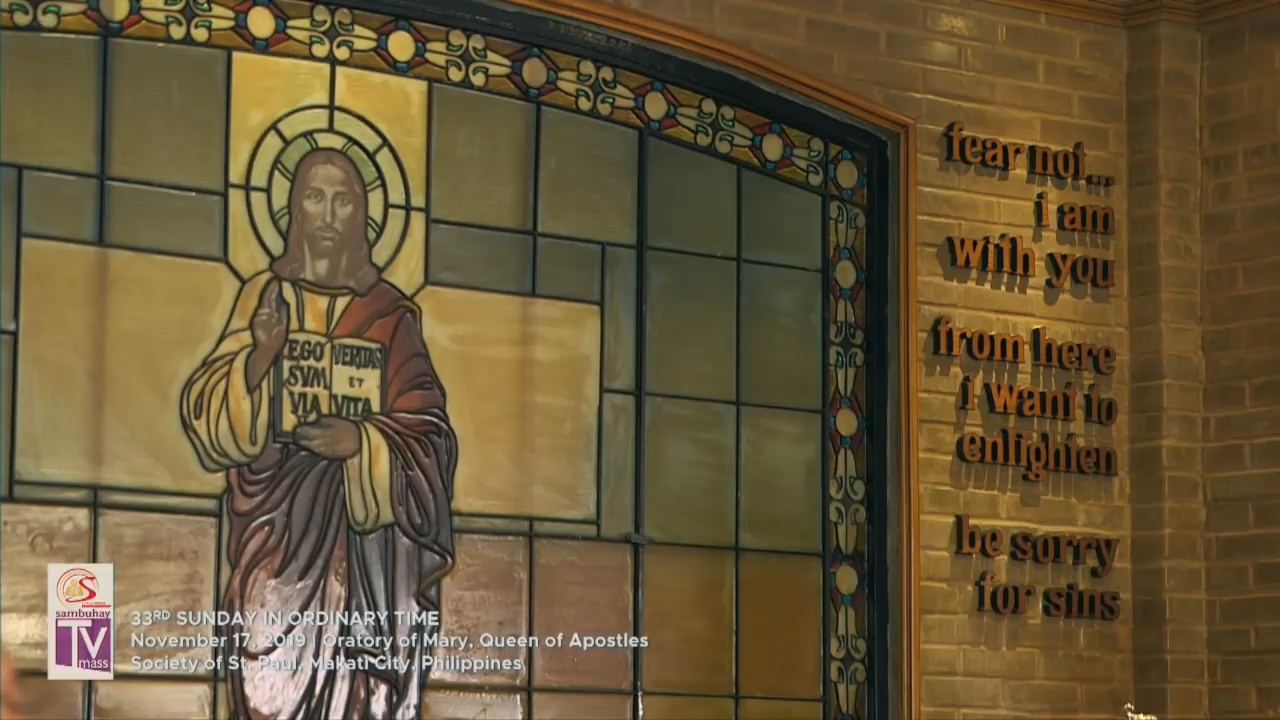 fear not...
i am
with you
from here
i want to
enlighten
be sorry
for sins
EGO
SVM
VIA
VERITAS
ET
VITA
sambuhay
TV
mass
33RD SUNDAY IN ORDINARY TIME
November 17, 2019 | Oratory of Mary, Queen of Apostles
Society of St. Paul, Makati City, Philippines